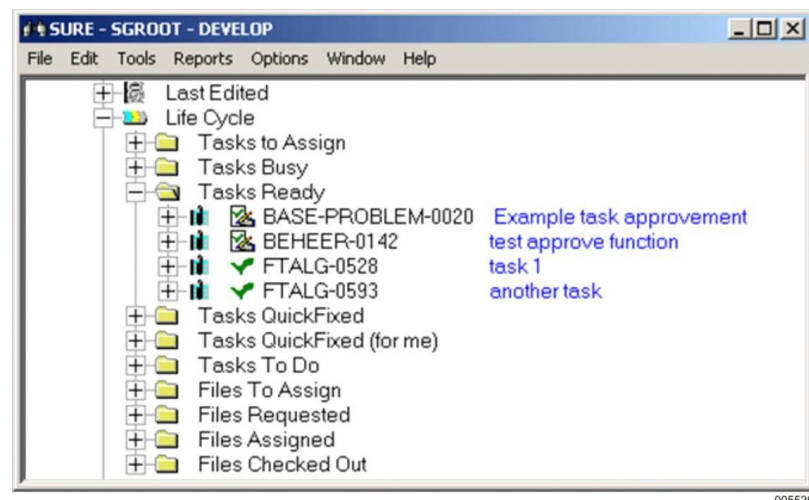 SURE - SGROOT - DEVELOP
File Edit Tools Reports Options Window Help
Last Edited
Life Cycle
Tasks to Assign
Tasks Busy
Tasks Ready
BASE-PROBLEM-0020 Example task approvement
BEHEER-0142 test approve function
FTALG-0528 task 1
FTALG-0593 another task
Tasks QuickFixed
Tasks QuickFixed (for me)
Tasks To Do
Files To Assign
Files Requested
Files Assigned
Files Checked Out